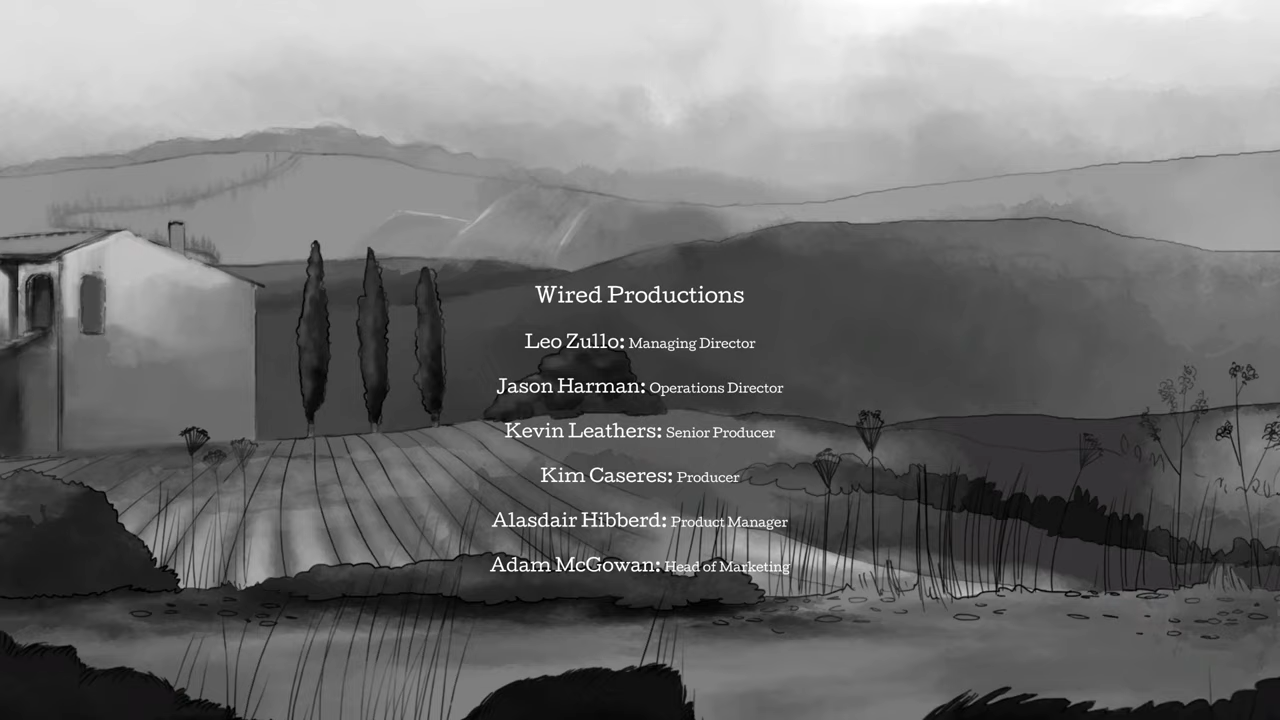 Wired Productions
Leo Zullo: Managing Director
Jason Harman: Operations Director
Kevin Leathers: Senior Producer
Kim Caseres: Producer
Alasdair Hibberd: Product Manager
Adam McGowan: Head of Marketing